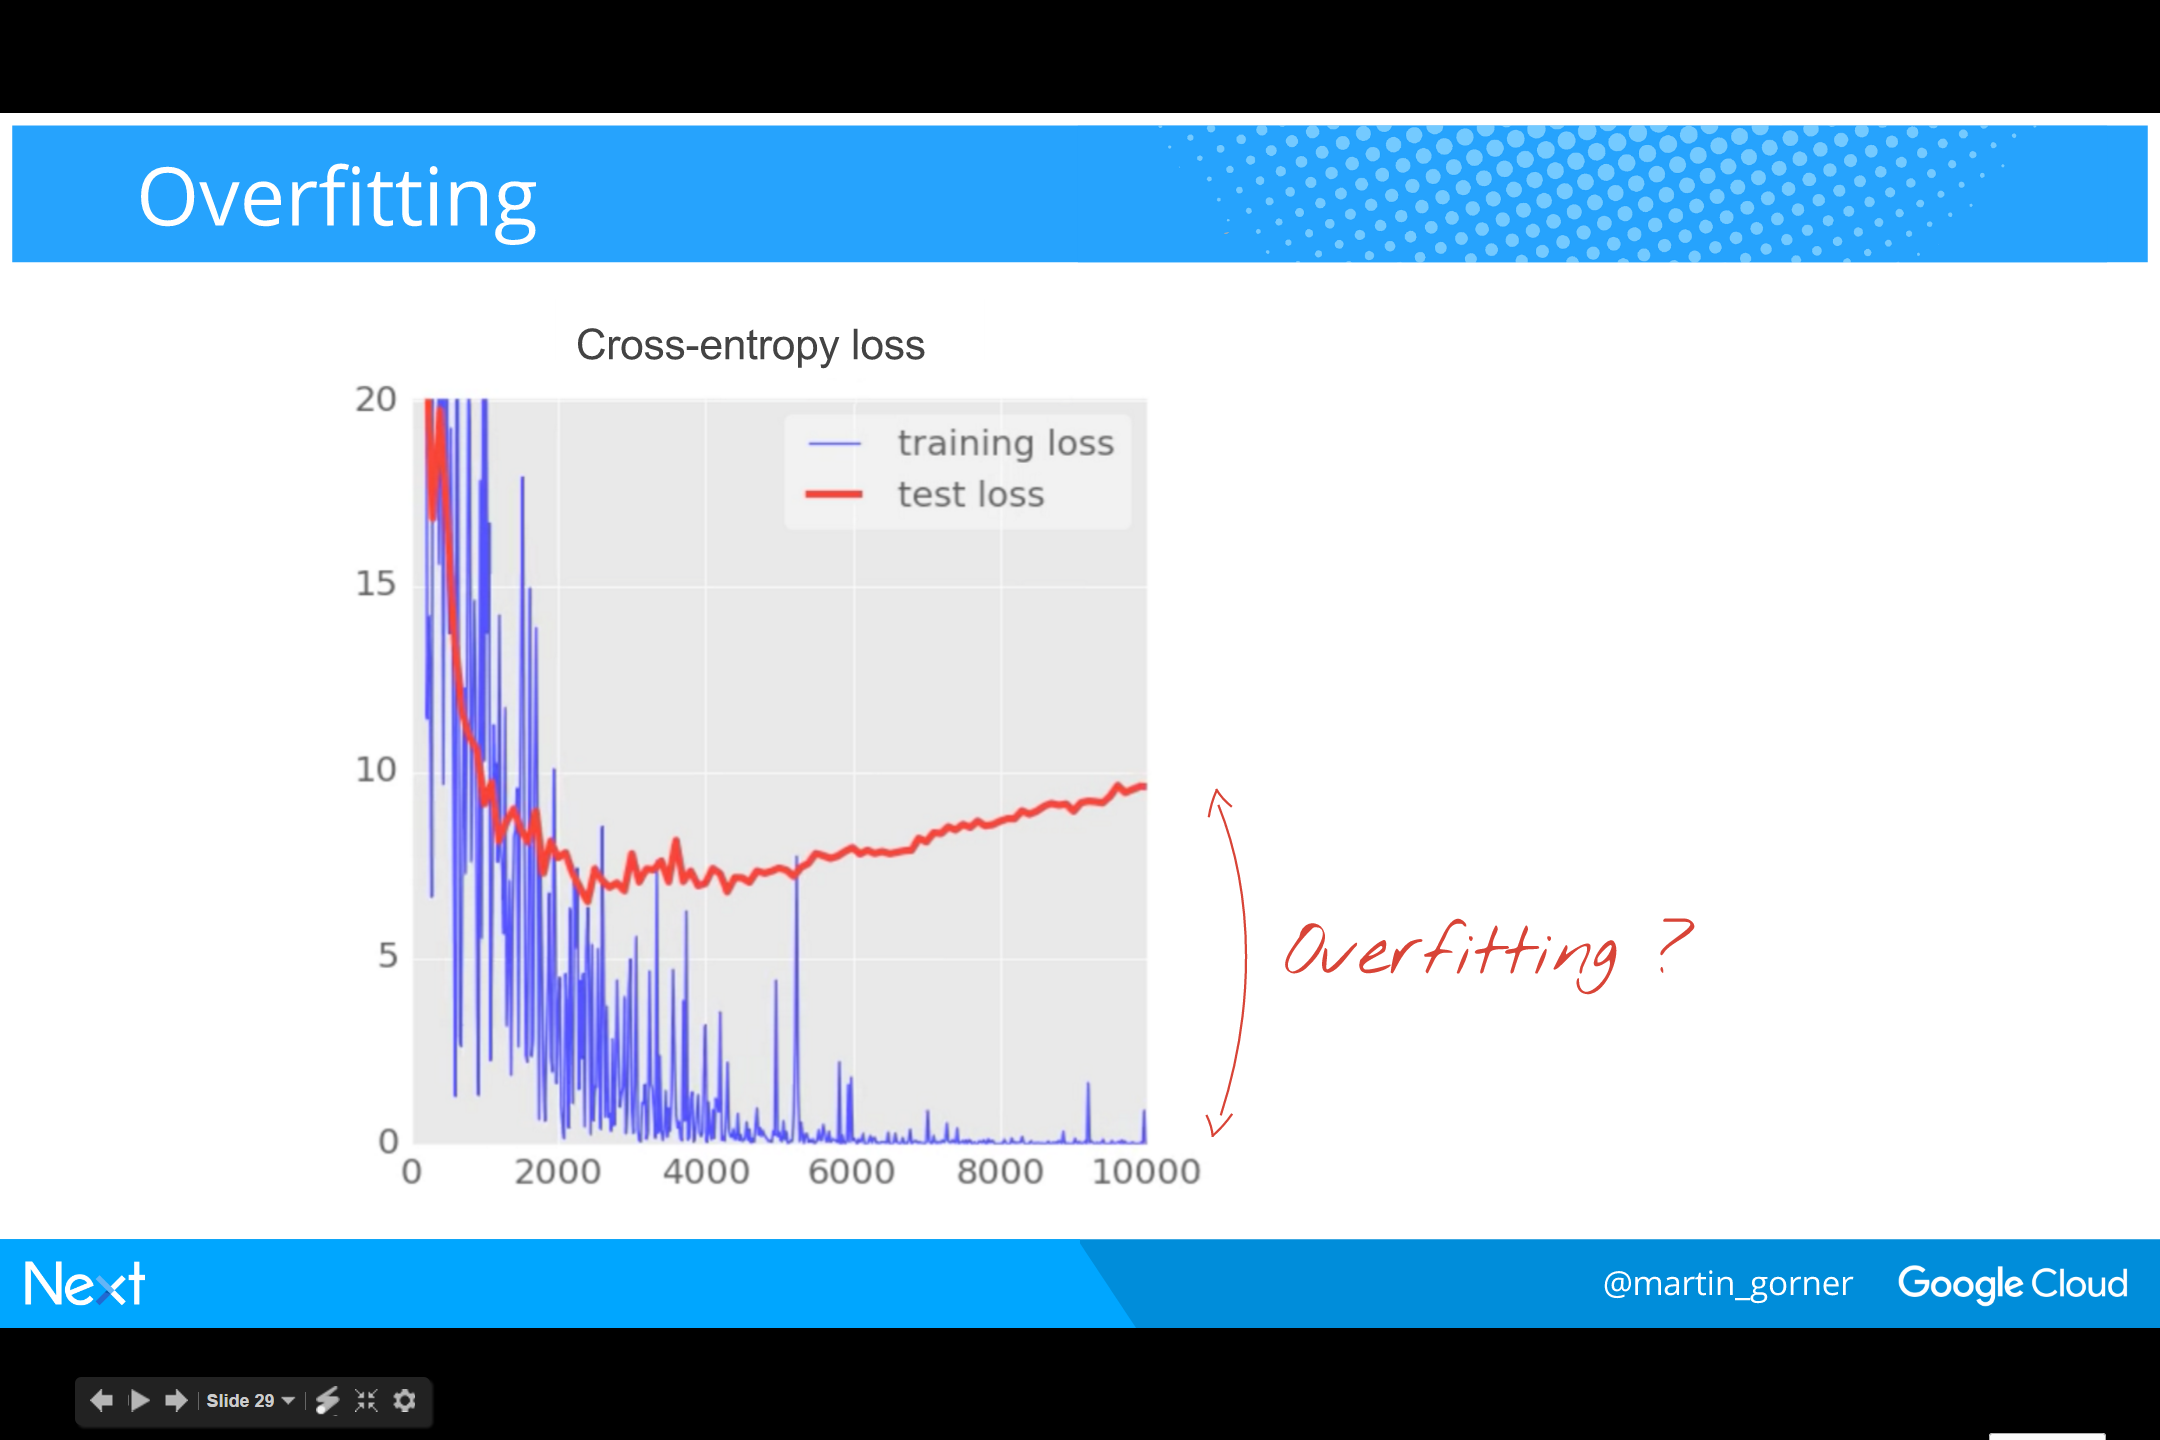 Overfitting
Cross-entropy loss
20
15
10
5
0
training loss
test loss
0 2000 4000 6000 8000 10000
Overfitting ?
Next
@martin_gorner Google Cloud
Slide 29